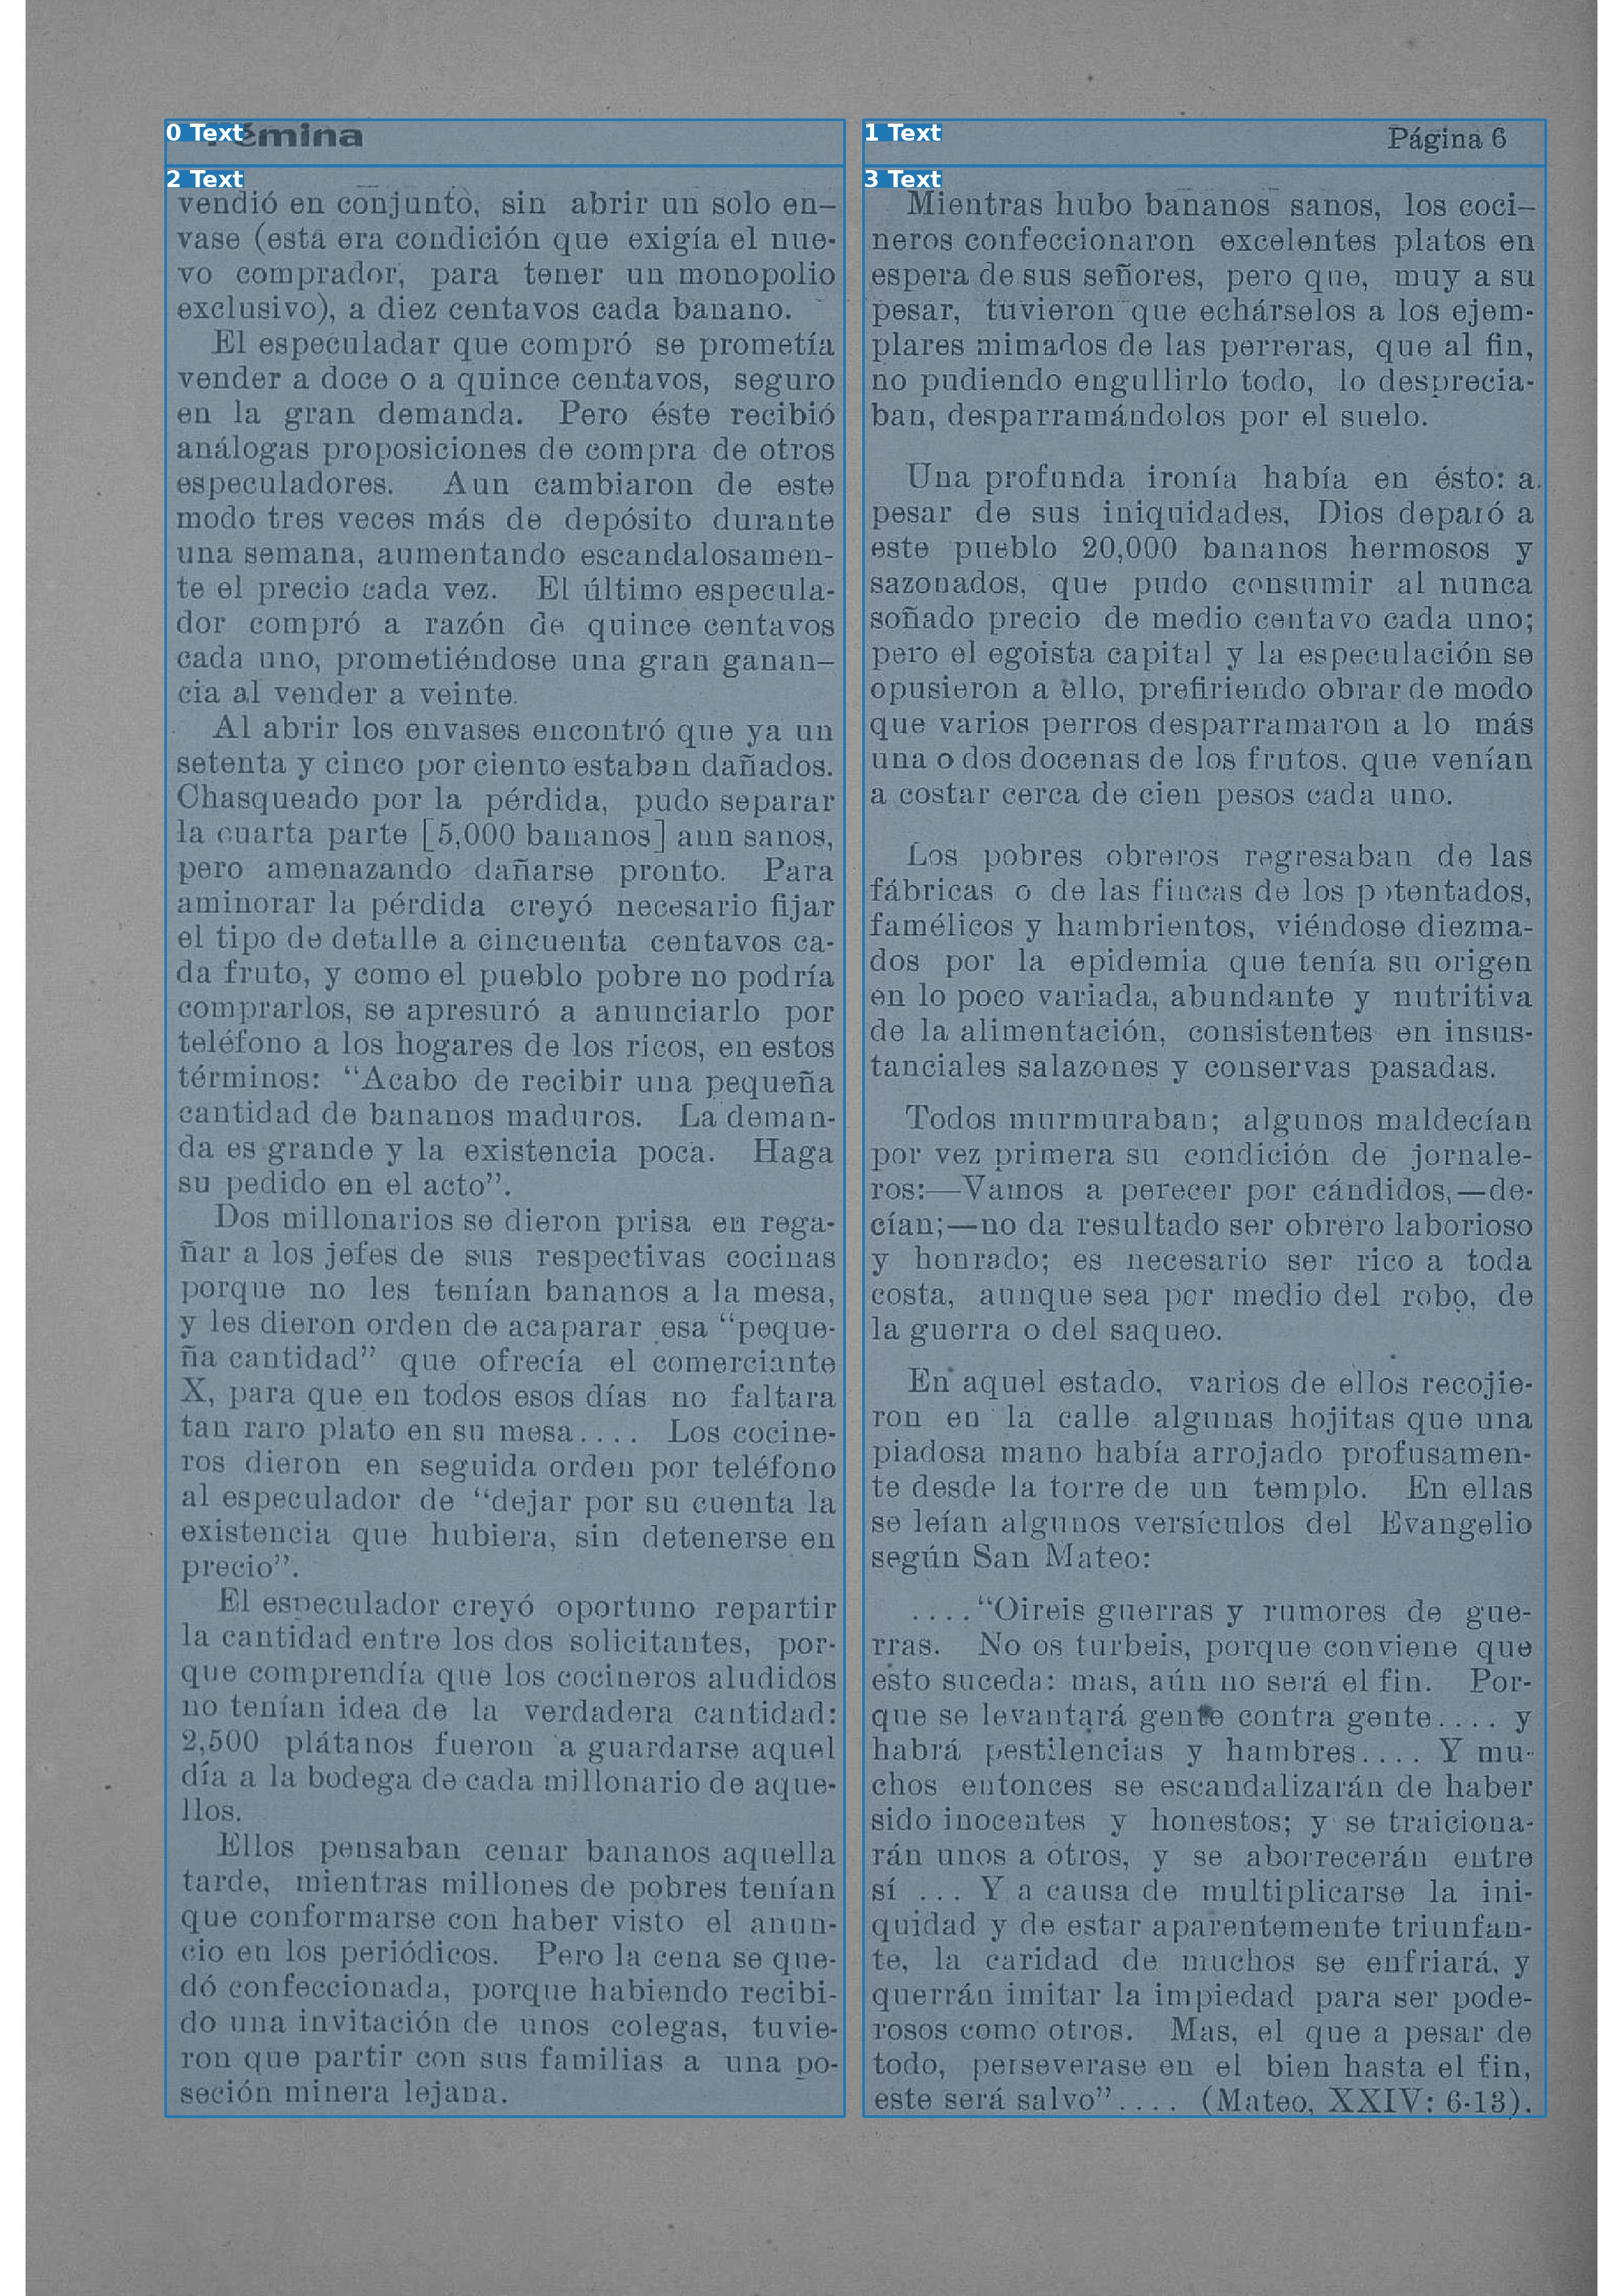 Fémina
Página 6
vendió en conjunto, sin abrir un solo en–
vase (esta era condición que exigía el nue-
vo comprador, para tener un monopolio
exclusivo), a diez centavos cada banano.
El especuladar que compró se prometía
vender a doce o a quince centavos, seguro
en la gran demanda. Pero éste recibió
análogas proposiciones de compra de otros
especuladores. Aun cambiaron de este
modo tres veces más de depósito durante
una semana, aumentando escandalosamen-
te el precio cada vez. El último especula-
dor compró a razón de quince centavos
cada uno, prometiéndose una gran ganan–
cia al vender a veinte.
Al abrir los envases encontró que ya un
setenta y cinco por ciento estaban dañados.
Chasqueado por la pérdida, pudo separar
la cuarta parte [5,000 bananos] aun sanos,
pero amenazando dañarse pronto. Para
aminorar la pérdida creyó necesario fijar
el tipo de detalle a cincuenta centavos ca-
da fruto, y como el pueblo pobre no podría
comprarlos, se apresuró a anunciarlo por
teléfono a los hogares de los ricos, en estos
términos: “Acabo de recibir una pequeña
cantidad de bananos maduros. La deman-
da es grande y la existencia poca. Haga
su pedido en el acto”.
Dos millonarios se dieron prisa en rega-
ñar a los jefes de sus respectivas cocinas
porque no les tenían bananos a la mesa,
y les dieron orden de acaparar esa “peque-
ña cantidad” que ofrecía el comerciante
X, para que en todos esos días no faltara
tan raro plato en su mesa.... Los cocine-
ros dieron en seguida orden por teléfono
al especulador de “dejar por su cuenta la
existencia que hubiera, sin detenerse en
precio”.
El especulador creyó oportuno repartir
la cantidad entre los dos solicitantes, por-
que comprendía que los cocineros aludidos
no tenían idea de la verdadera cantidad:
2,500 plátanos fueron a guardarse aquel
día a la bodega de cada millonario de aque-
llos.
Ellos pensaban cenar bananos aquella
tarde, mientras millones de pobres tenían
que conformarse con haber visto el anun-
cio en los periódicos. Pero la cena se que-
dó confeccionada, porque habiendo recibi-
do una invitación de unos colegas, tuvie-
ron que partir con sus familias a una po-
seción minera lejana.
Mientras hubo bananos sanos, los coci–
neros confeccionaron excelentes platos en
espera de sus señores, pero que, muy a su
pesar, tuvieron que echárselos a los ejem-
plares mimados de las perreras, que al fin,
no pudiendo engullirlo todo, lo desprecia-
ban, desparramándolos por el suelo.
Una profunda ironía había en ésto: a
pesar de sus iniquidades, Dios deparó a
este pueblo 20,000 bananos hermosos y
sazonados, que pudo consumir al nunca
soñado precio de medio centavo cada uno;
pero el egoista capital y la especulación se
opusieron a ello, prefiriendo obrar de modo
que varios perros desparramaron a lo más
una o dos docenas de los frutos, que venían
a costar cerca de cien pesos cada uno.
Los pobres obreros regresaban de las
fábricas o de las fincas de los potentados,
famélicos y hambrientos, viéndose diezma-
dos por la epidemia que tenía su origen
en lo poco variada, abundante y nutritiva
de la alimentación, consistentes en insus-
tanciales salazones y conservas pasadas.
Todos murmuraban; algunos maldecían
por vez primera su condición de jornale-
ros:—Vamos a perecer por cándidos,—de-
cían;—no da resultado ser obrero laborioso
y honrado; es necesario ser rico a toda
costa, aunque sea por medio del robo, de
la guerra o del saqueo.
En aquel estado, varios de ellos recojie-
ron en la calle algunas hojitas que una
piadosa mano había arrojado profusamen-
te desde la torre de un templo. En ellas
se leían algunos versículos del Evangelio
según San Mateo:
....“Oireis guerras y rumores de gue-
rras. No os turbeis, porque conviene que
esto suceda: mas, aún no será el fin. Por-
que se levantará gente contra gente.... y
habrá pestilencias y hambres.... Y mu-
chos entonces se escandalizarán de haber
sido inocentes y honestos; y se traiciona-
rán unos a otros, y se aborrecerán entre
sí ... Y a causa de multiplicarse la ini-
quidad y de estar aparentemente triunfan-
te, la caridad de muchos se enfriará, y
querrán imitar la impiedad para ser pode-
rosos como otros. Mas, el que a pesar de
todo, perseverase en el bien hasta el fin,
este será salvo”.... (Mateo, XXIV: 6-13).